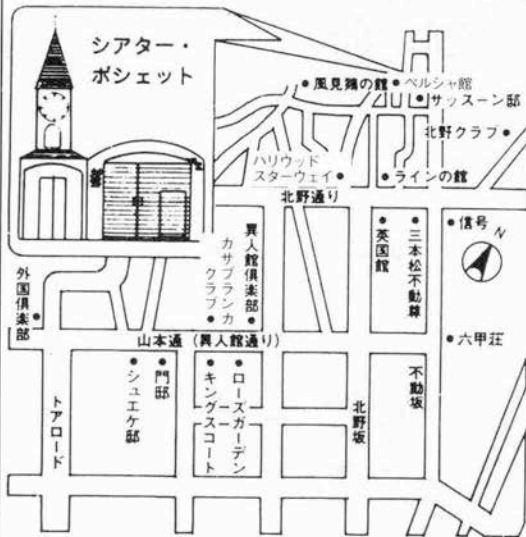 シアター・
ポシェット
風見鶏の館
ペルシャ館
サッスーン邸
北野クラブ
ハリウッド
スターウェイ
ラインの館
北野通り
信号
N
英国館
三本松不動尊
異人館倶楽部
カサブランカ
クラブ
外国倶楽部
山本通(異人館通り)
六甲荘
シュエケ邸
門邸
キングスコート
ローズガーデン
トアロード
北野坂
不動坂